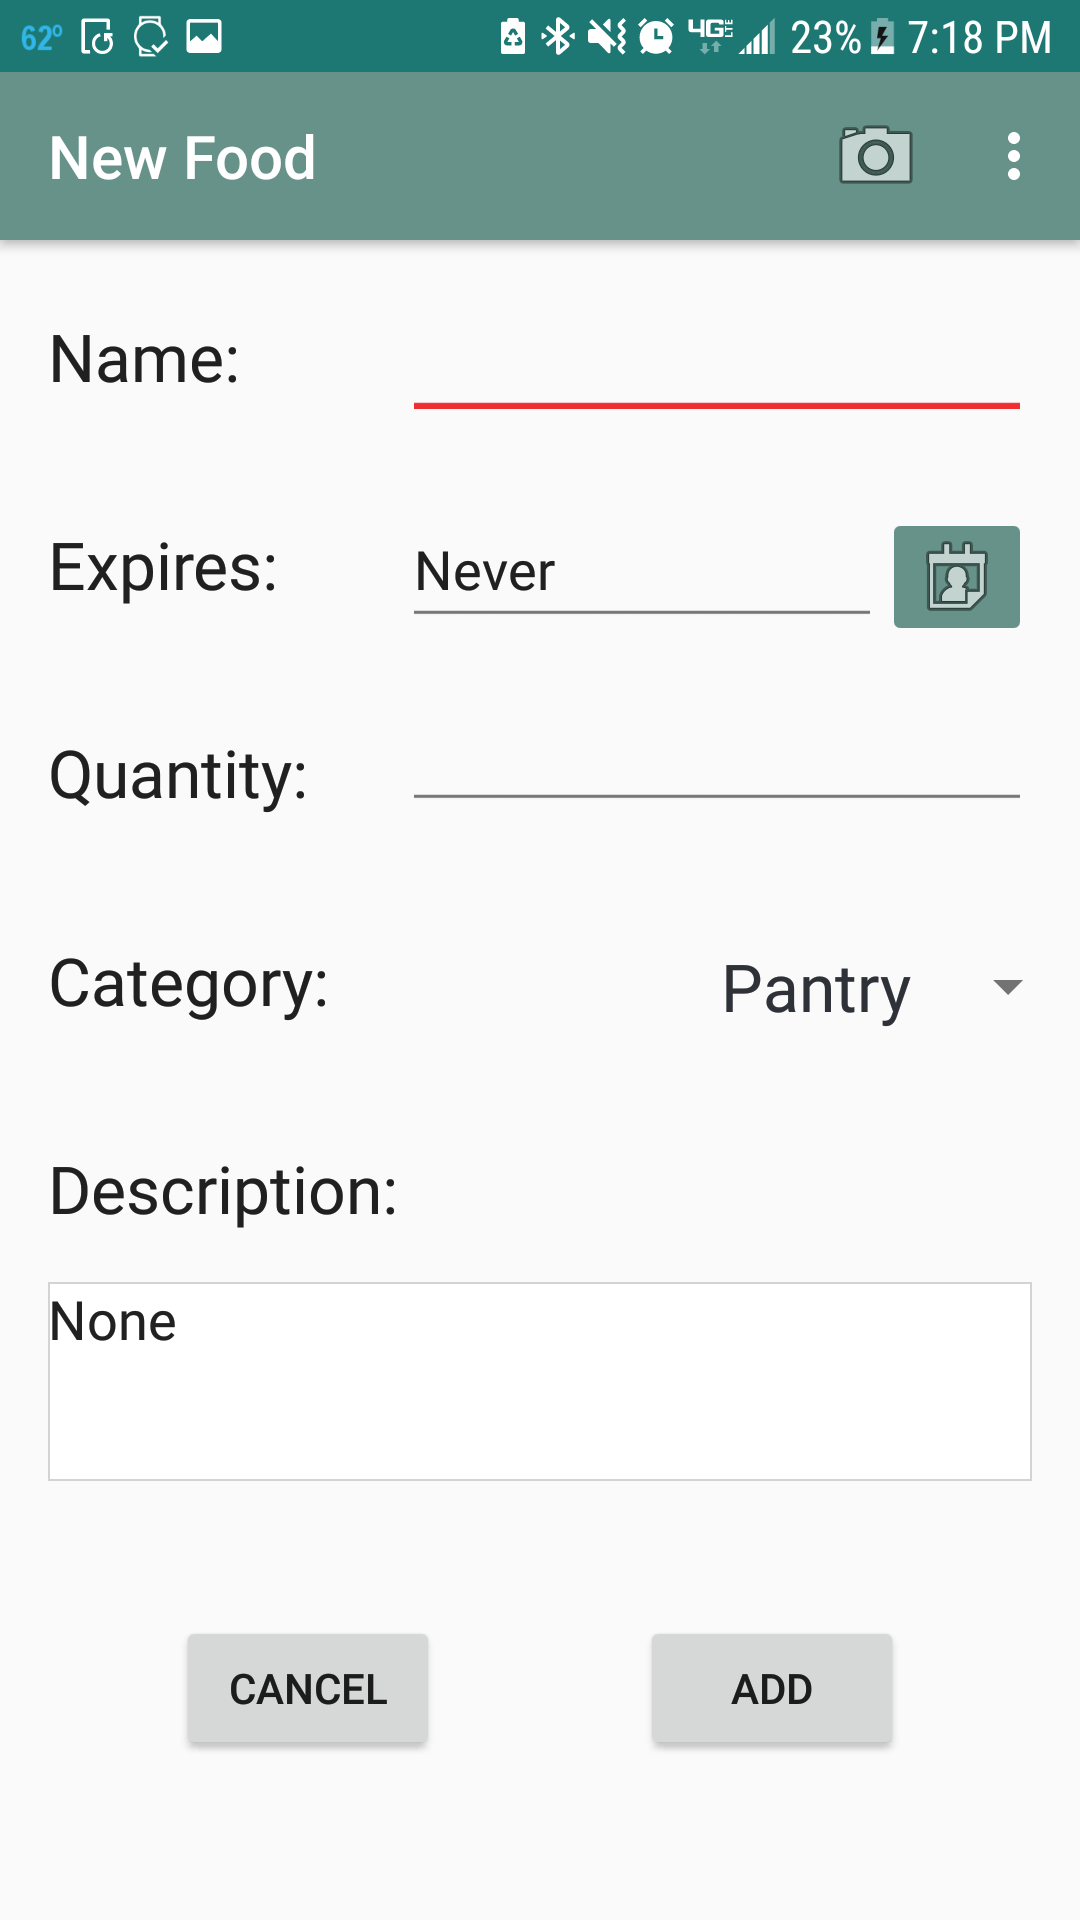 62° 4G LTE 23% 7:18 PM
New Food
Name:
Expires: Never
Quantity:
Category: Pantry
Description:
None
CANCEL ADD